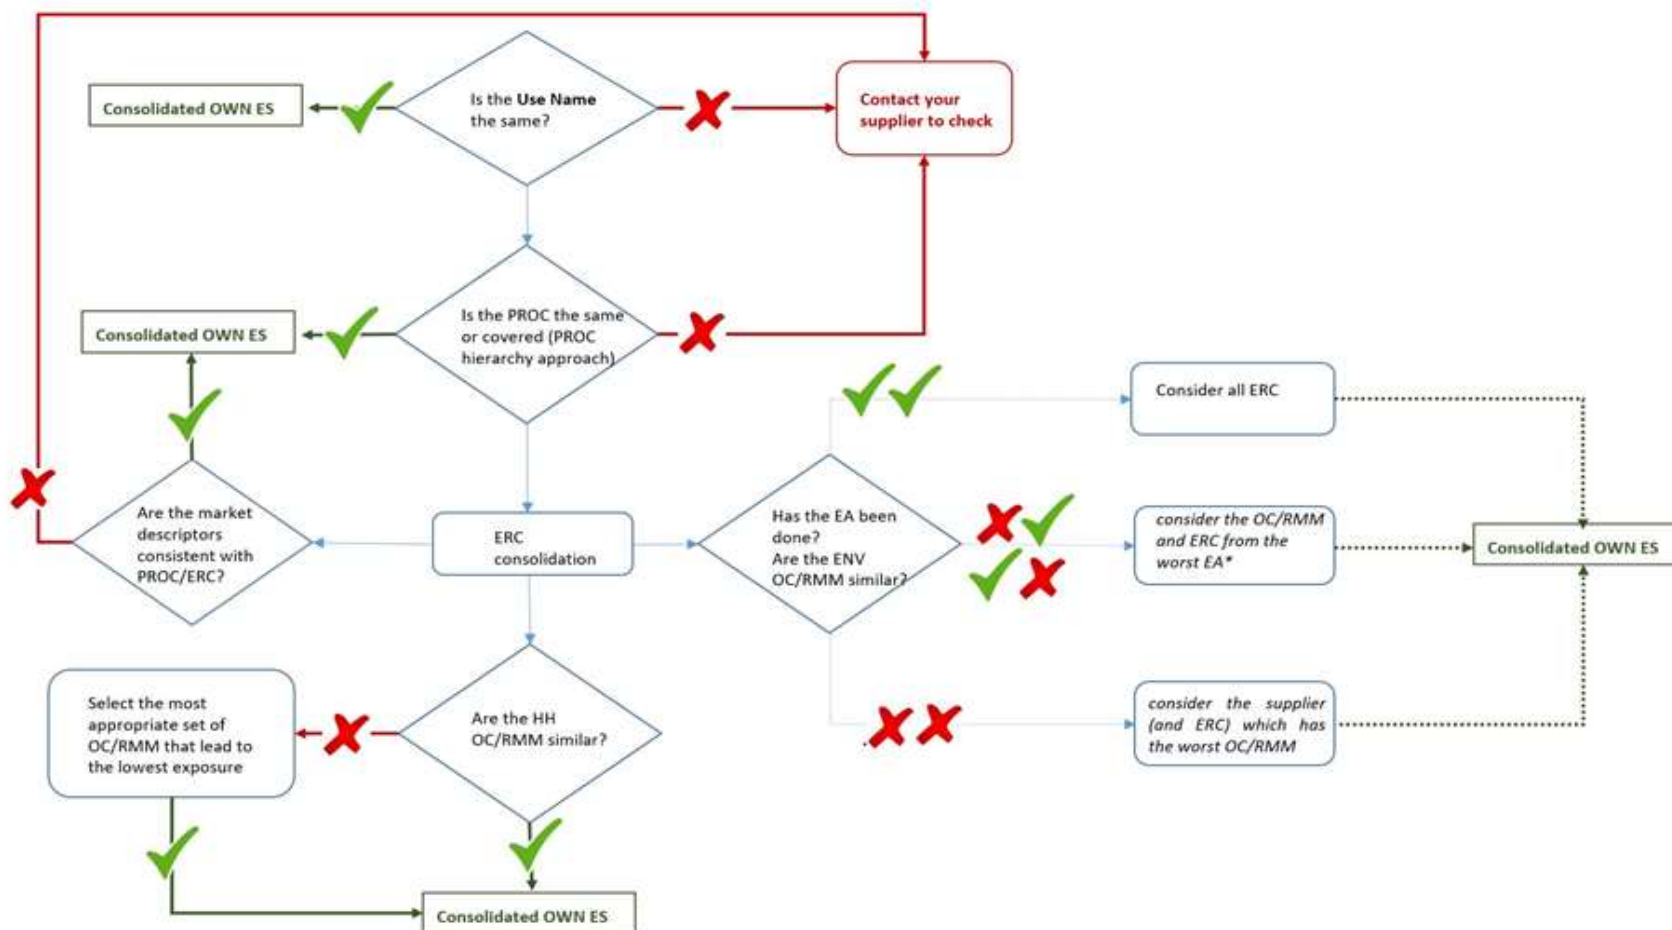 Is the Use Name
the same?
Consolidated OWN ES
Contact your
supplier to check
Is the PROC the same
or covered (PROC
hierarchy approach)
Consolidated OWN ES
Consider all ERC
Are the market
descriptors
consistent with
PROC/ERC?
ERC
consolidation
Has the EA been
done?
Are the ENV
OC/RMM similar?
consider the OC/RMM
and ERC from the
worst EA*
Consolidated OWN ES
Select the most
appropriate set of
OC/RMM that lead to
the lowest exposure
Are the HH
OC/RMM similar?
consider the supplier
(and ERC) which has
the worst OC/RMM
Consolidated OWN ES